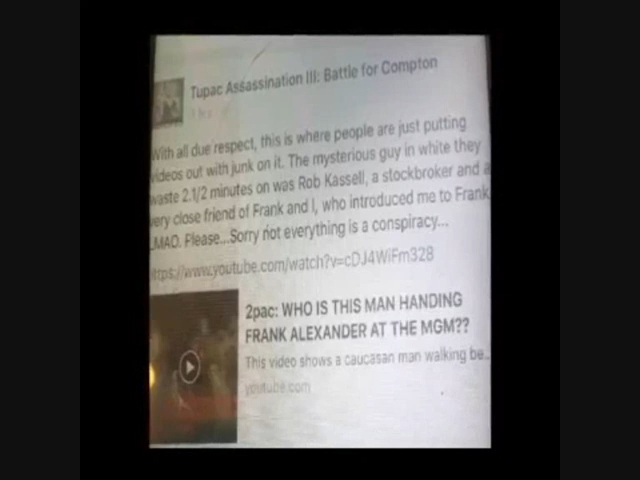 Tupac Assassination III: Battle for Compton
With all due respect, this is where people are just putting
videos out with junk on it. The mysterious guy in white they
waste 2.1/2 minutes on was Rob Kassell, a stockbroker and a
very close friend of Frank and I, who introduced me to Frank
LMAO. Please...Sorry not everything is a conspiracy...
https://www.youtube.com/watch?v=cDJ4WiFm328
2pac: WHO IS THIS MAN HANDING
FRANK ALEXANDER AT THE MGM??
This video shows a caucasian man walking be..
youtube.com